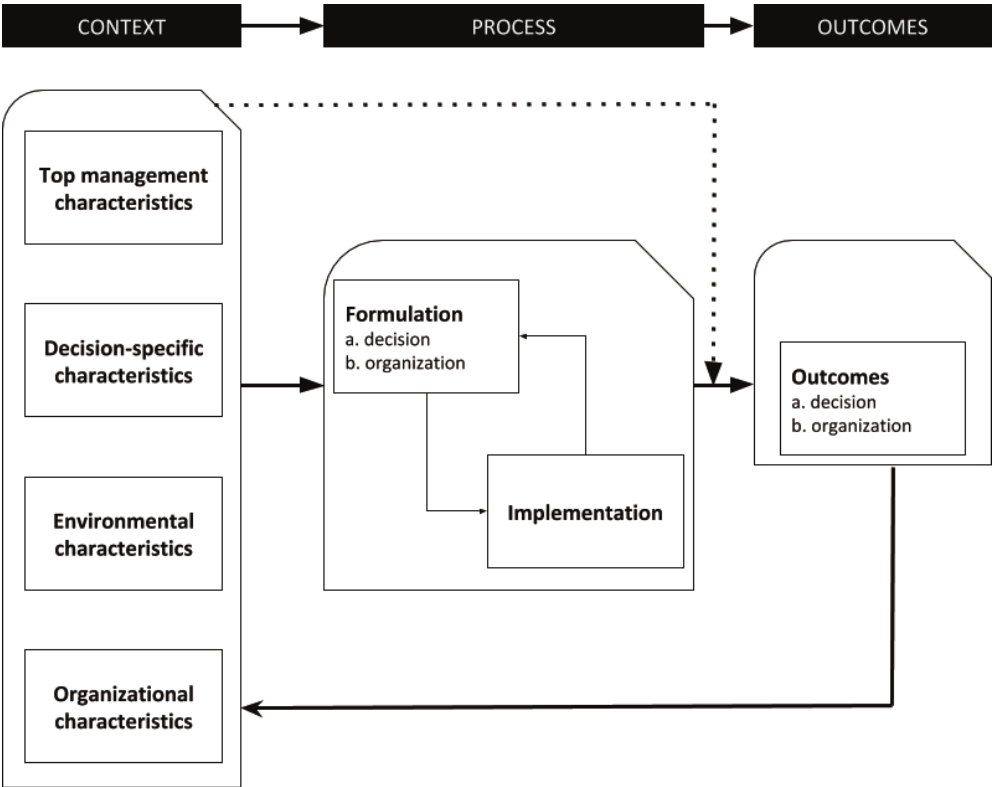 CONTEXT
PROCESS
OUTCOMES
Top management
characteristics
Decision-specific
characteristics
Environmental
characteristics
Organizational
characteristics
Formulation
a. decision
b. organization
Implementation
Outcomes
a. decision
b. organization